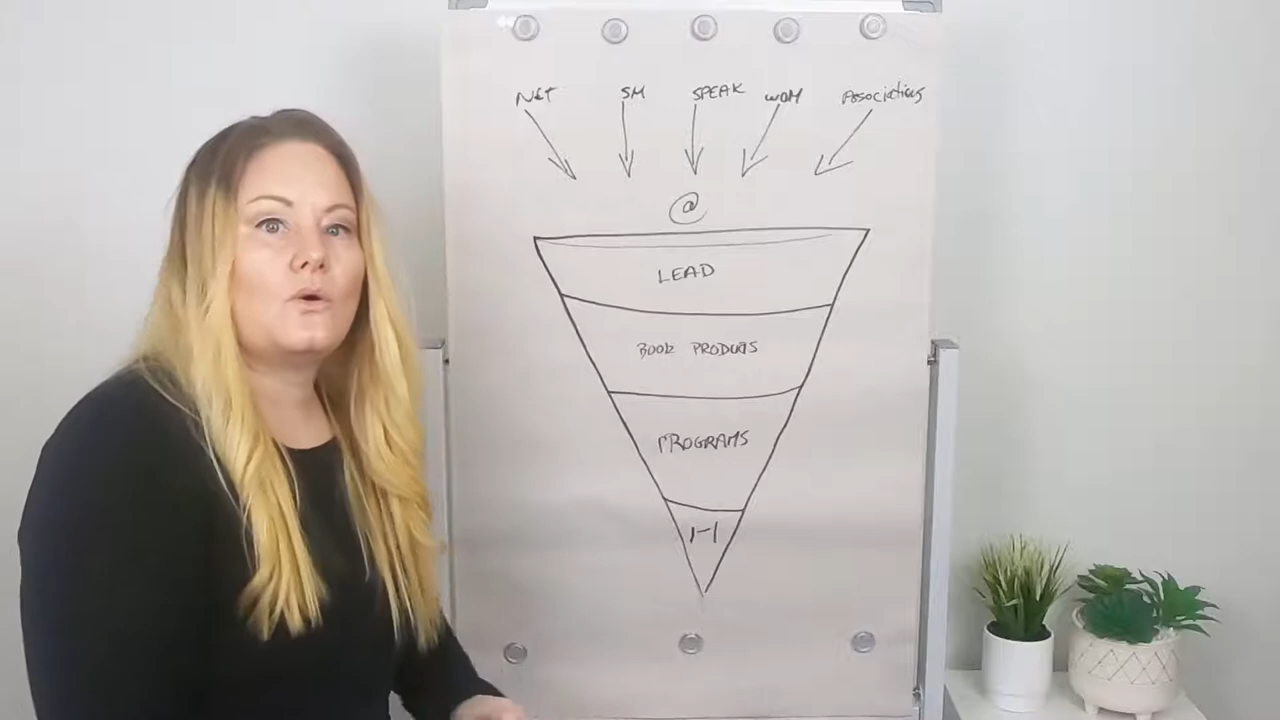 NET SM SPEAK WOM Associations
@
LEAD
BOOK PRODUCTS
PROGRAMS
1-1